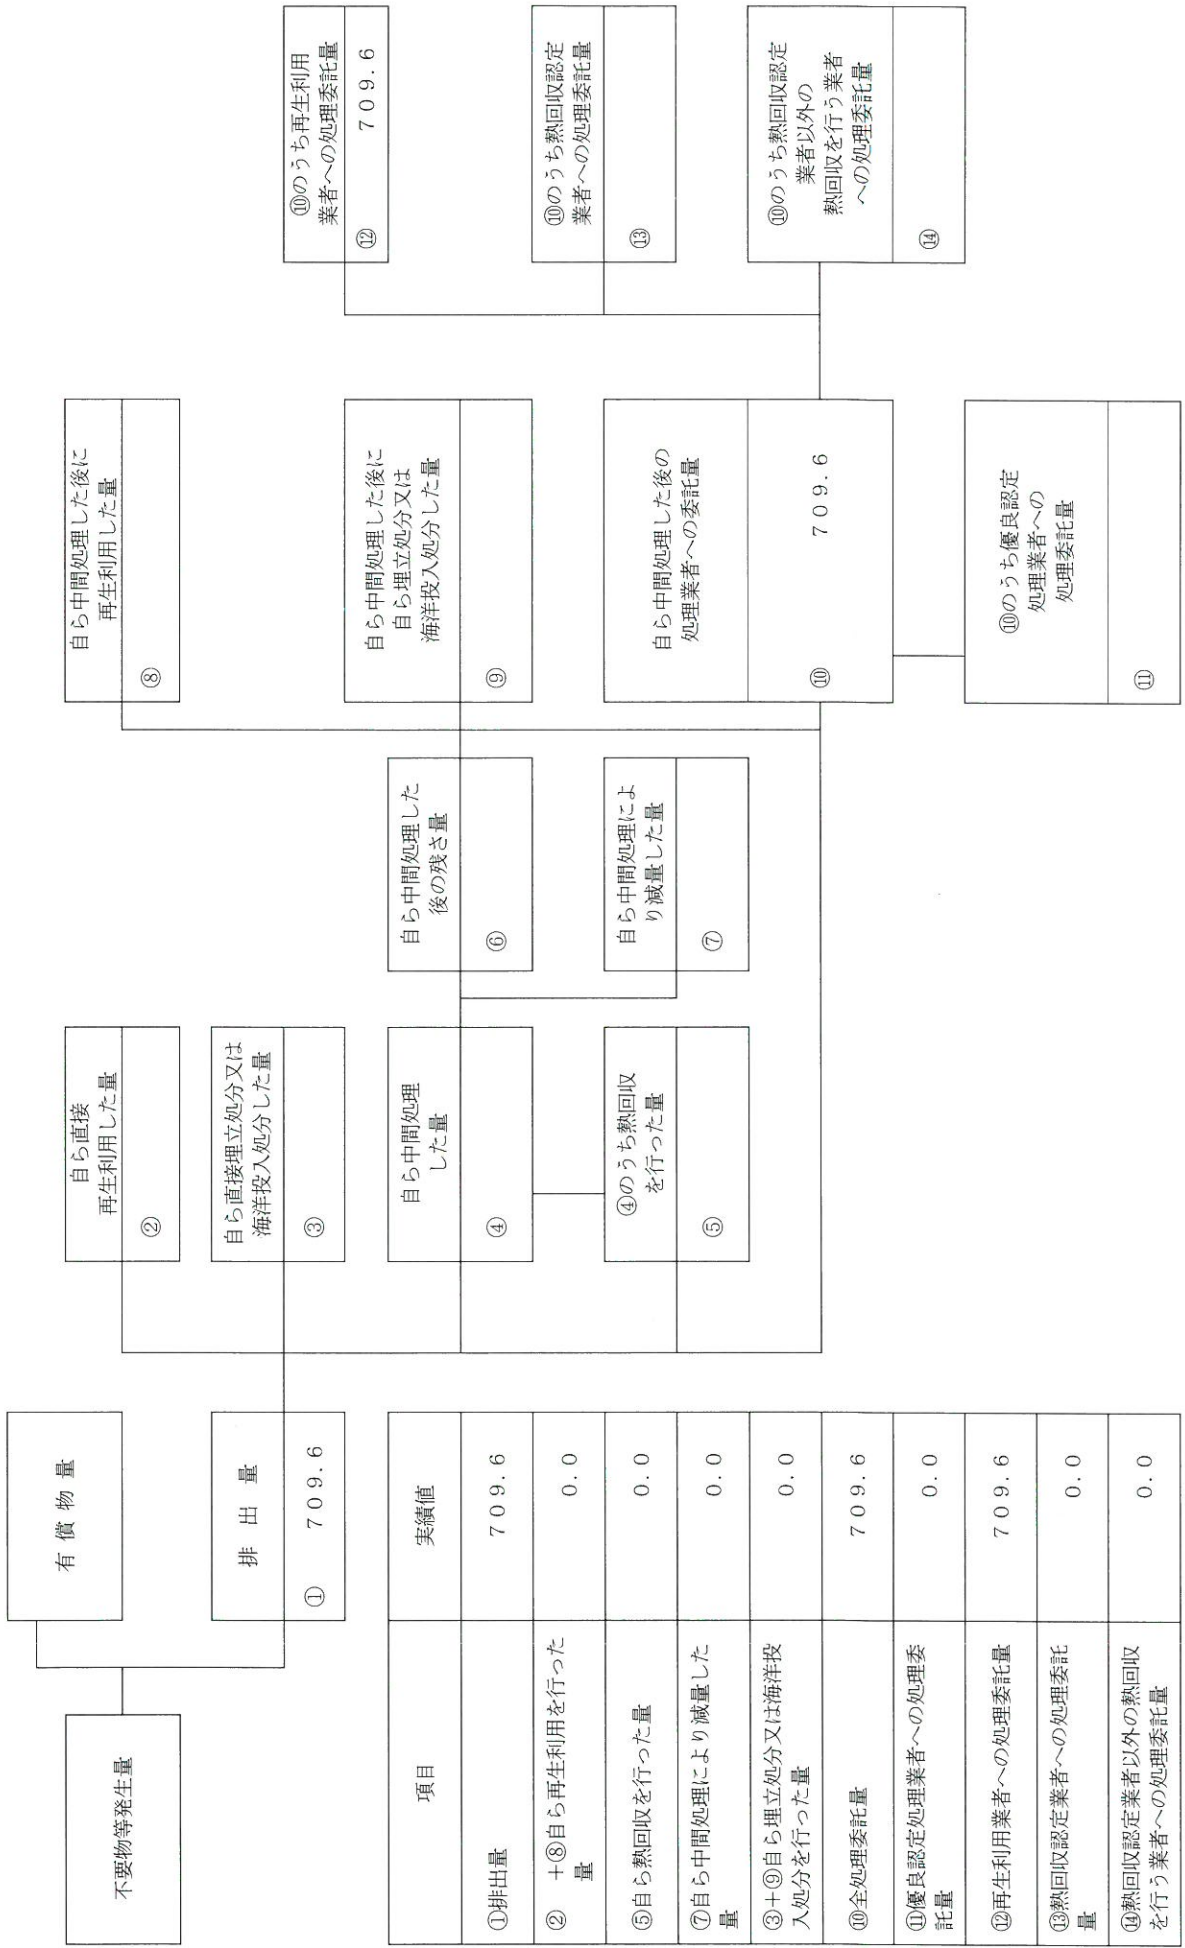 不要物等発生量
有償物量
排出量
① 709.6
自ら直接
再生利用した量
②
自ら直接埋立処分又は
海洋投入処分した量
③
自ら中間処理
した量
④
④のうち熱回収
を行った量
⑤
自ら中間処理した
後の残さ量
⑥
自ら中間処理によ
り減量した量
⑦
自ら中間処理した後に
再生利用した量
⑧
自ら中間処理した後に
自ら埋立処分又は
海洋投入処分した量
⑨
自ら中間処理した後の
処理業者への委託量
⑩ 709.6
⑩のうち優良認定
処理業者への
処理委託量
⑪
⑩のうち再生利用
業者への処理委託量
⑫ 709.6
⑩のうち熱回収認定
業者への処理委託量
⑬
⑩のうち熱回収認定
業者以外の
熱回収を行う業者
への処理委託量
⑭
項目 実績値
①排出量 709.6
② +⑧自ら再生利用を行った
量 0.0
⑤自ら熱回収を行った量 0.0
⑦自ら中間処理により減量した
量 0.0
③+⑨自ら埋立処分又は海洋投
入処分を行った量 0.0
⑩全処理委託量 709.6
⑪優良認定処理業者への処理委
託量 0.0
⑫再生利用業者への処理委託量 709.6
⑬熱回収認定業者への処理委託
量 0.0
⑭熱回収認定業者以外の熱回収
を行う業者への処理委託量 0.0